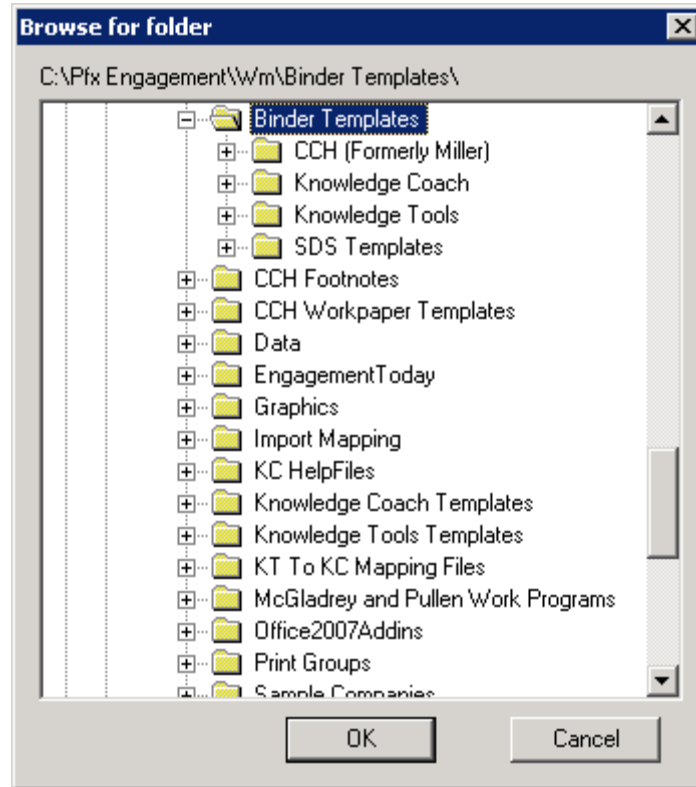 Browse for folder
C:\Pfx Engagement\Wm\Binder Templates\
Binder Templates
CCH (Formerly Miller)
Knowledge Coach
Knowledge Tools
SDS Templates
CCH Footnotes
CCH Workpaper Templates
Data
EngagementToday
Graphics
Import Mapping
KC HelpFiles
Knowledge Coach Templates
Knowledge Tools Templates
KT To KC Mapping Files
McGladrey and Pullen Work Programs
Office2007Addins
Print Groups
Sample Companies
OK Cancel